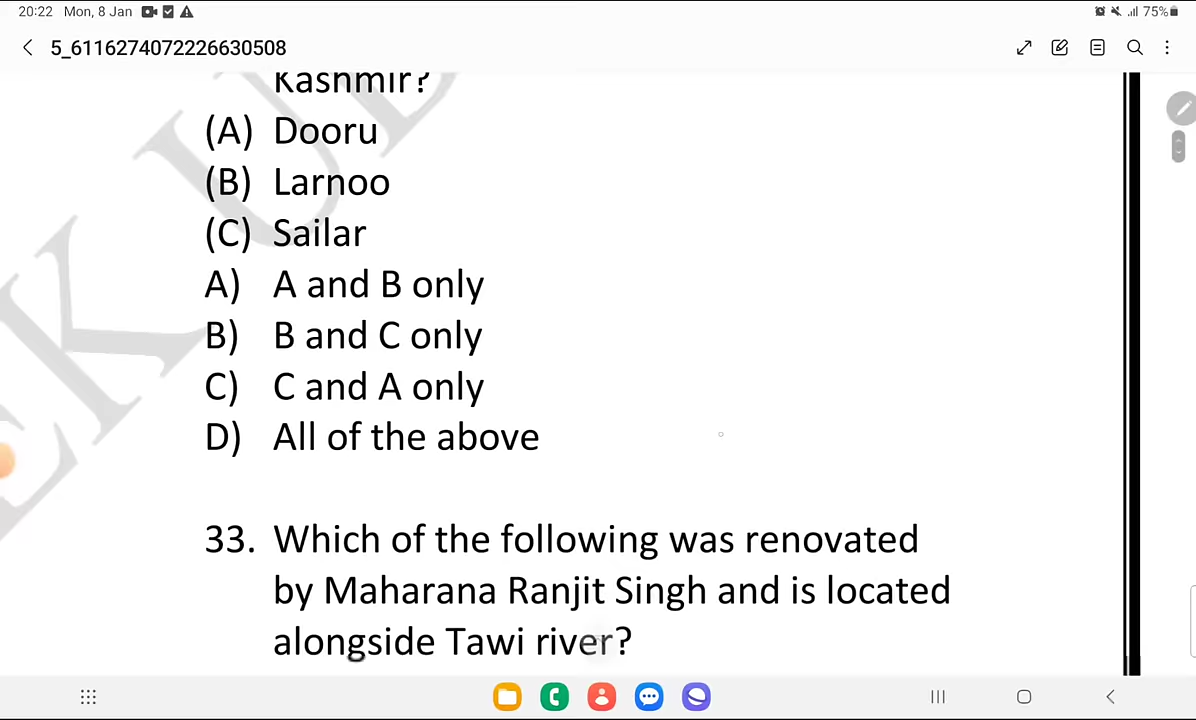 20:22 Mon, 8 Jan 75%
5_6116274072226630508
Kashmir?
(A) Dooru
(B) Larnoo
(C) Sailar
A) A and B only
B) B and C only
C) C and A only
D) All of the above
33. Which of the following was renovated
by Maharana Ranjit Singh and is located
alongside Tawi river?